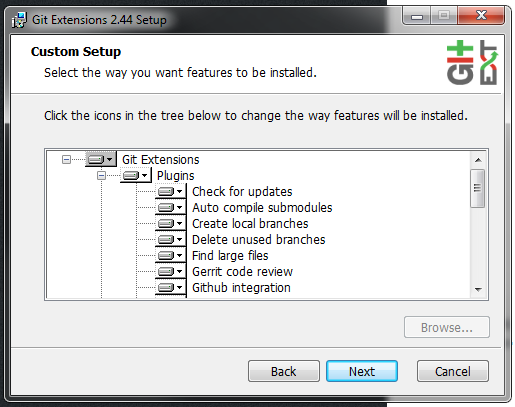 Git Extensions 2.44 Setup
Custom Setup
Select the way you want features to be installed.
Git
EXT
Click the icons in the tree below to change the way features will be installed.
Git Extensions
Plugins
Check for updates
Auto compile submodules
Create local branches
Delete unused branches
Find large files
Gerrit code review
Github integration
Browse...
Back
Next
Cancel